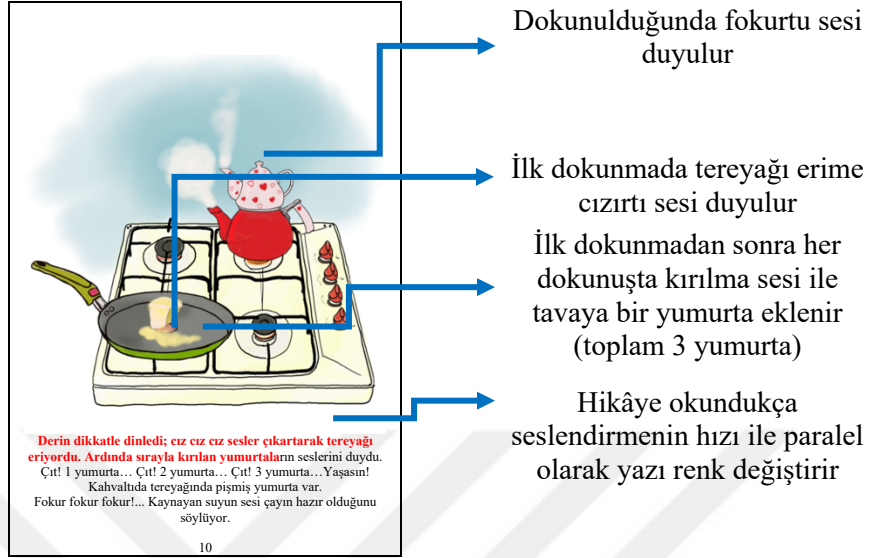 Dokunulduğunda fokurtu sesi
duyulur
İlk dokunmada tereyağı erime
cızırtı sesi duyulur
İlk dokunmadan sonra her
dokunuşta kırılma sesi ile
tavaya bir yumurta eklenir
(toplam 3 yumurta)
Hikâye okundukça
seslendirmenin hızı ile paralel
olarak yazı renk değiştirir
Derin dikkatle dinledi; cız cız cız sesler çıkartarak tereyağı
eriyordu. Ardında sırayla kırılan yumurtaların seslerini duydu.
Çıt! 1 yumurta… Çıt! 2 yumurta… Çıt! 3 yumurta…Yaşasın!
Kahvaltıda tereyağında pişmiş yumurta var.
Fokur fokur fokur!... Kaynayan suyun sesi çayın hazır olduğunu
söylüyor.
10